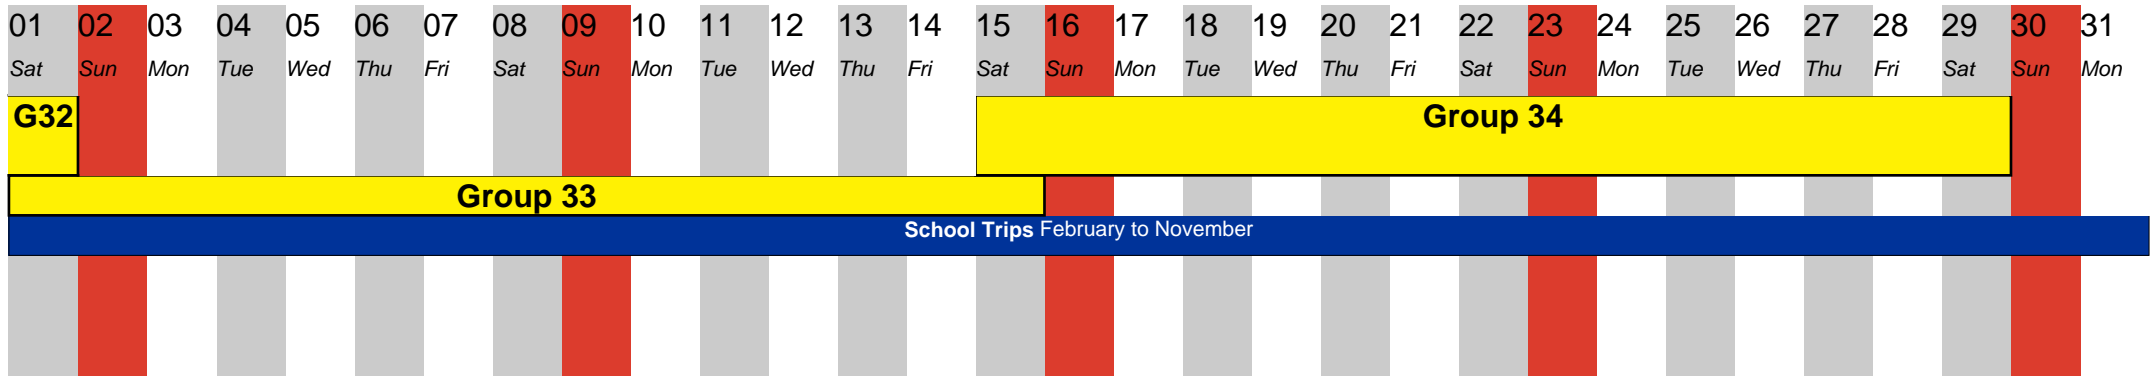 01 02 03 04 05 06 07 08 09 10 11 12 13 14 15 16 17 18 19 20 21 22 23 24 25 26 27 28 29 30 31
Sat Sun Mon Tue Wed Thu Fri Sat Sun Mon Tue Wed Thu Fri Sat Sun Mon Tue Wed Thu Fri Sat Sun Mon Tue Wed Thu Fri Sat Sun Mon
G32 Group 34
Group 33
School Trips February to November